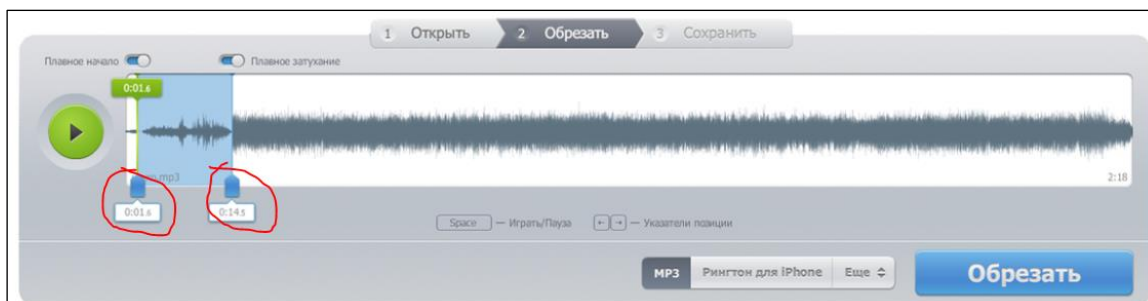 1 Открыть 2 Обрезать 3 Сохранить
Плавное начало Плавное затухание
0:01.6
mp3 2:18
0:01.6 0:14.5
Space — Играть/Пауза ← → — Указатели позиции
MP3 Рингтон для iPhone Еще Обрезать